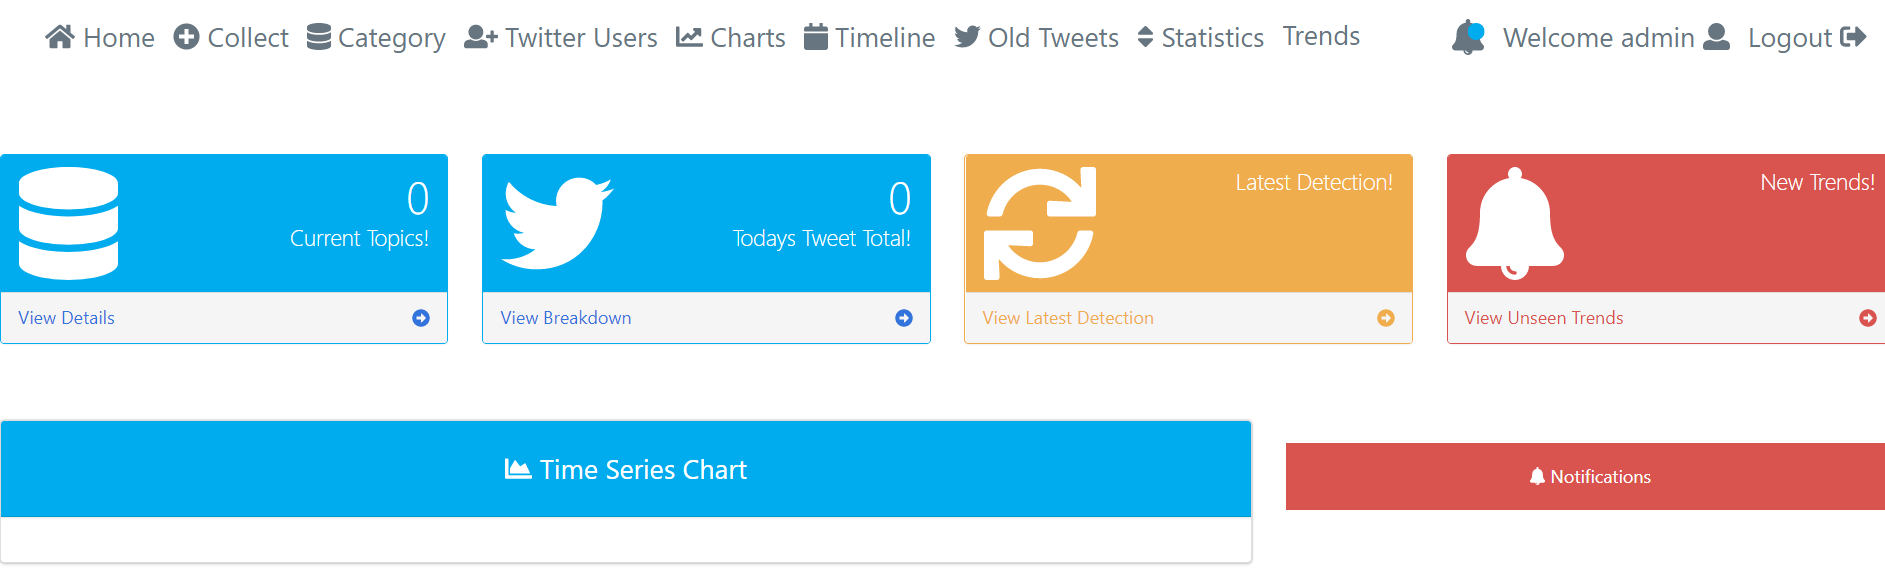 Home Collect Category Twitter Users Charts Timeline Old Tweets Statistics Trends Welcome admin Logout
0
Current Topics!
View Details
0
Todays Tweet Total!
View Breakdown
Latest Detection!
View Latest Detection
New Trends!
View Unseen Trends
Time Series Chart
Notifications